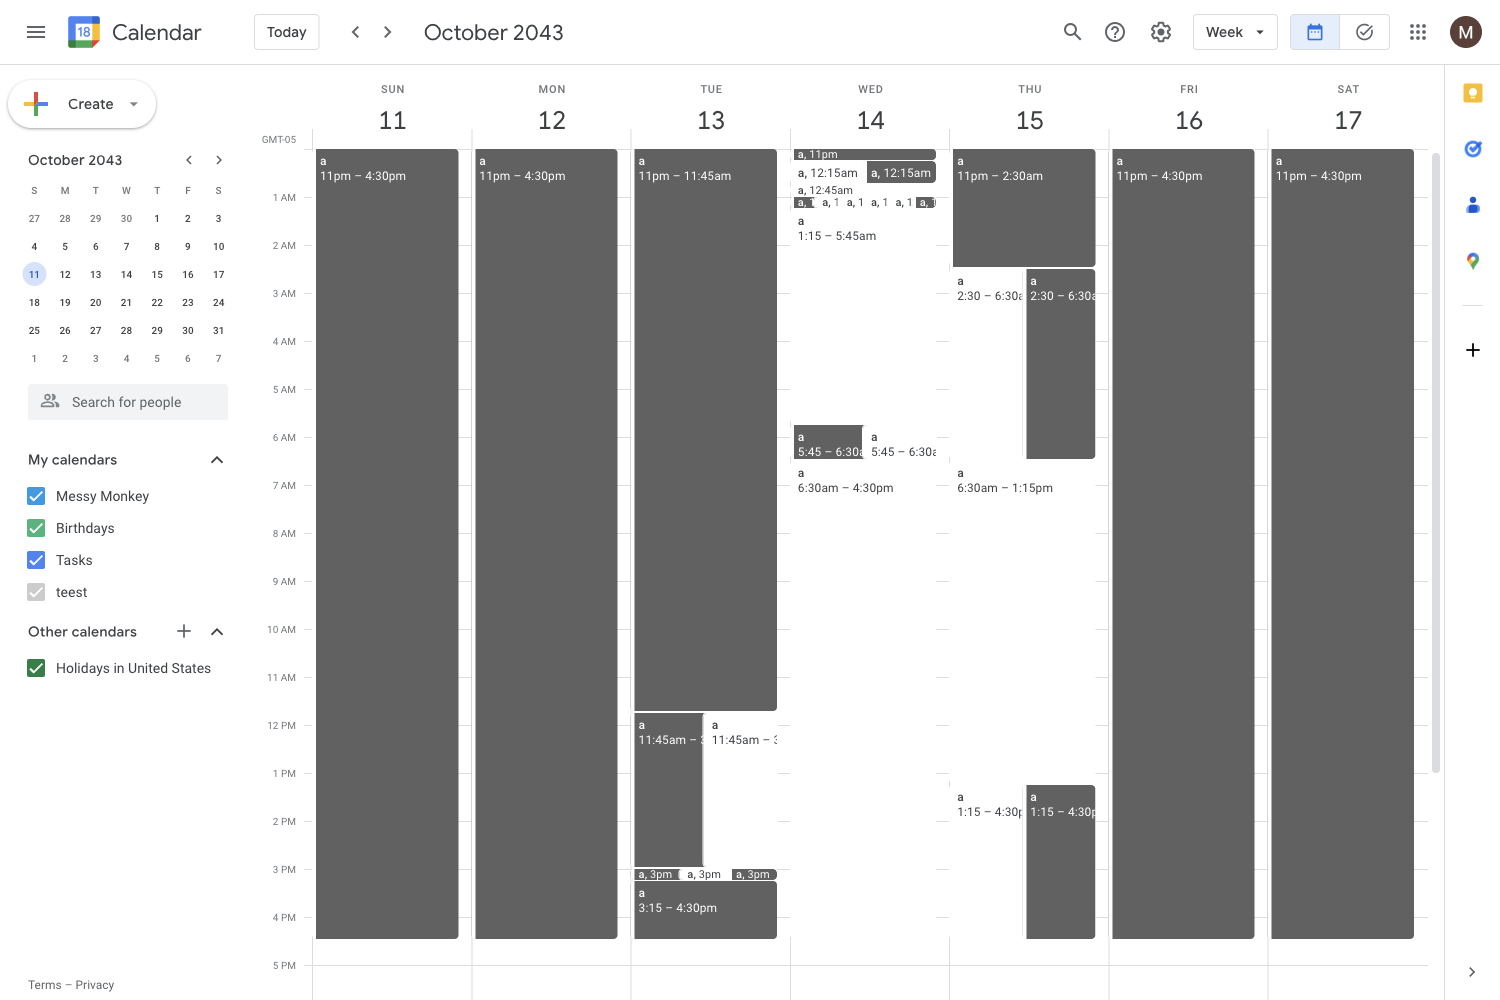 18 Calendar Today October 2043 Week M
Create
October 2043
S M T W T F S
27 28 29 30 1 2 3
4 5 6 7 8 9 10
11 12 13 14 15 16 17
18 19 20 21 22 23 24
25 26 27 28 29 30 31
1 2 3 4 5 6 7
Search for people
My calendars
Messy Monkey
Birthdays
Tasks
teest
Other calendars
Holidays in United States
Terms – Privacy
SUN MON TUE WED THU FRI SAT
11 12 13 14 15 16 17
GMT-05
1 AM
2 AM
3 AM
4 AM
5 AM
6 AM
7 AM
8 AM
9 AM
10 AM
11 AM
12 PM
1 PM
2 PM
3 PM
4 PM
5 PM
a
11pm – 4:30pm
a
11pm – 4:30pm
a
11pm – 11:45am
a
11:45am –
a
11:45am – 3
a, 3pm
a, 3pm
a, 3pm
a
3:15 – 4:30pm
a, 11pm
a, 12:15am
a, 12:15am
a, 12:45am
a, a, 1 a, 1 a, 1 a, 1 a,
a
1:15 – 5:45am
a
5:45 – 6:30a
a
5:45 – 6:30a
a
6:30am – 4:30pm
a
11pm – 2:30am
a
2:30 – 6:30a
a
2:30 – 6:30a
a
6:30am – 1:15pm
a
1:15 – 4:30p
a
1:15 – 4:30p
a
11pm – 4:30pm
a
11pm – 4:30pm